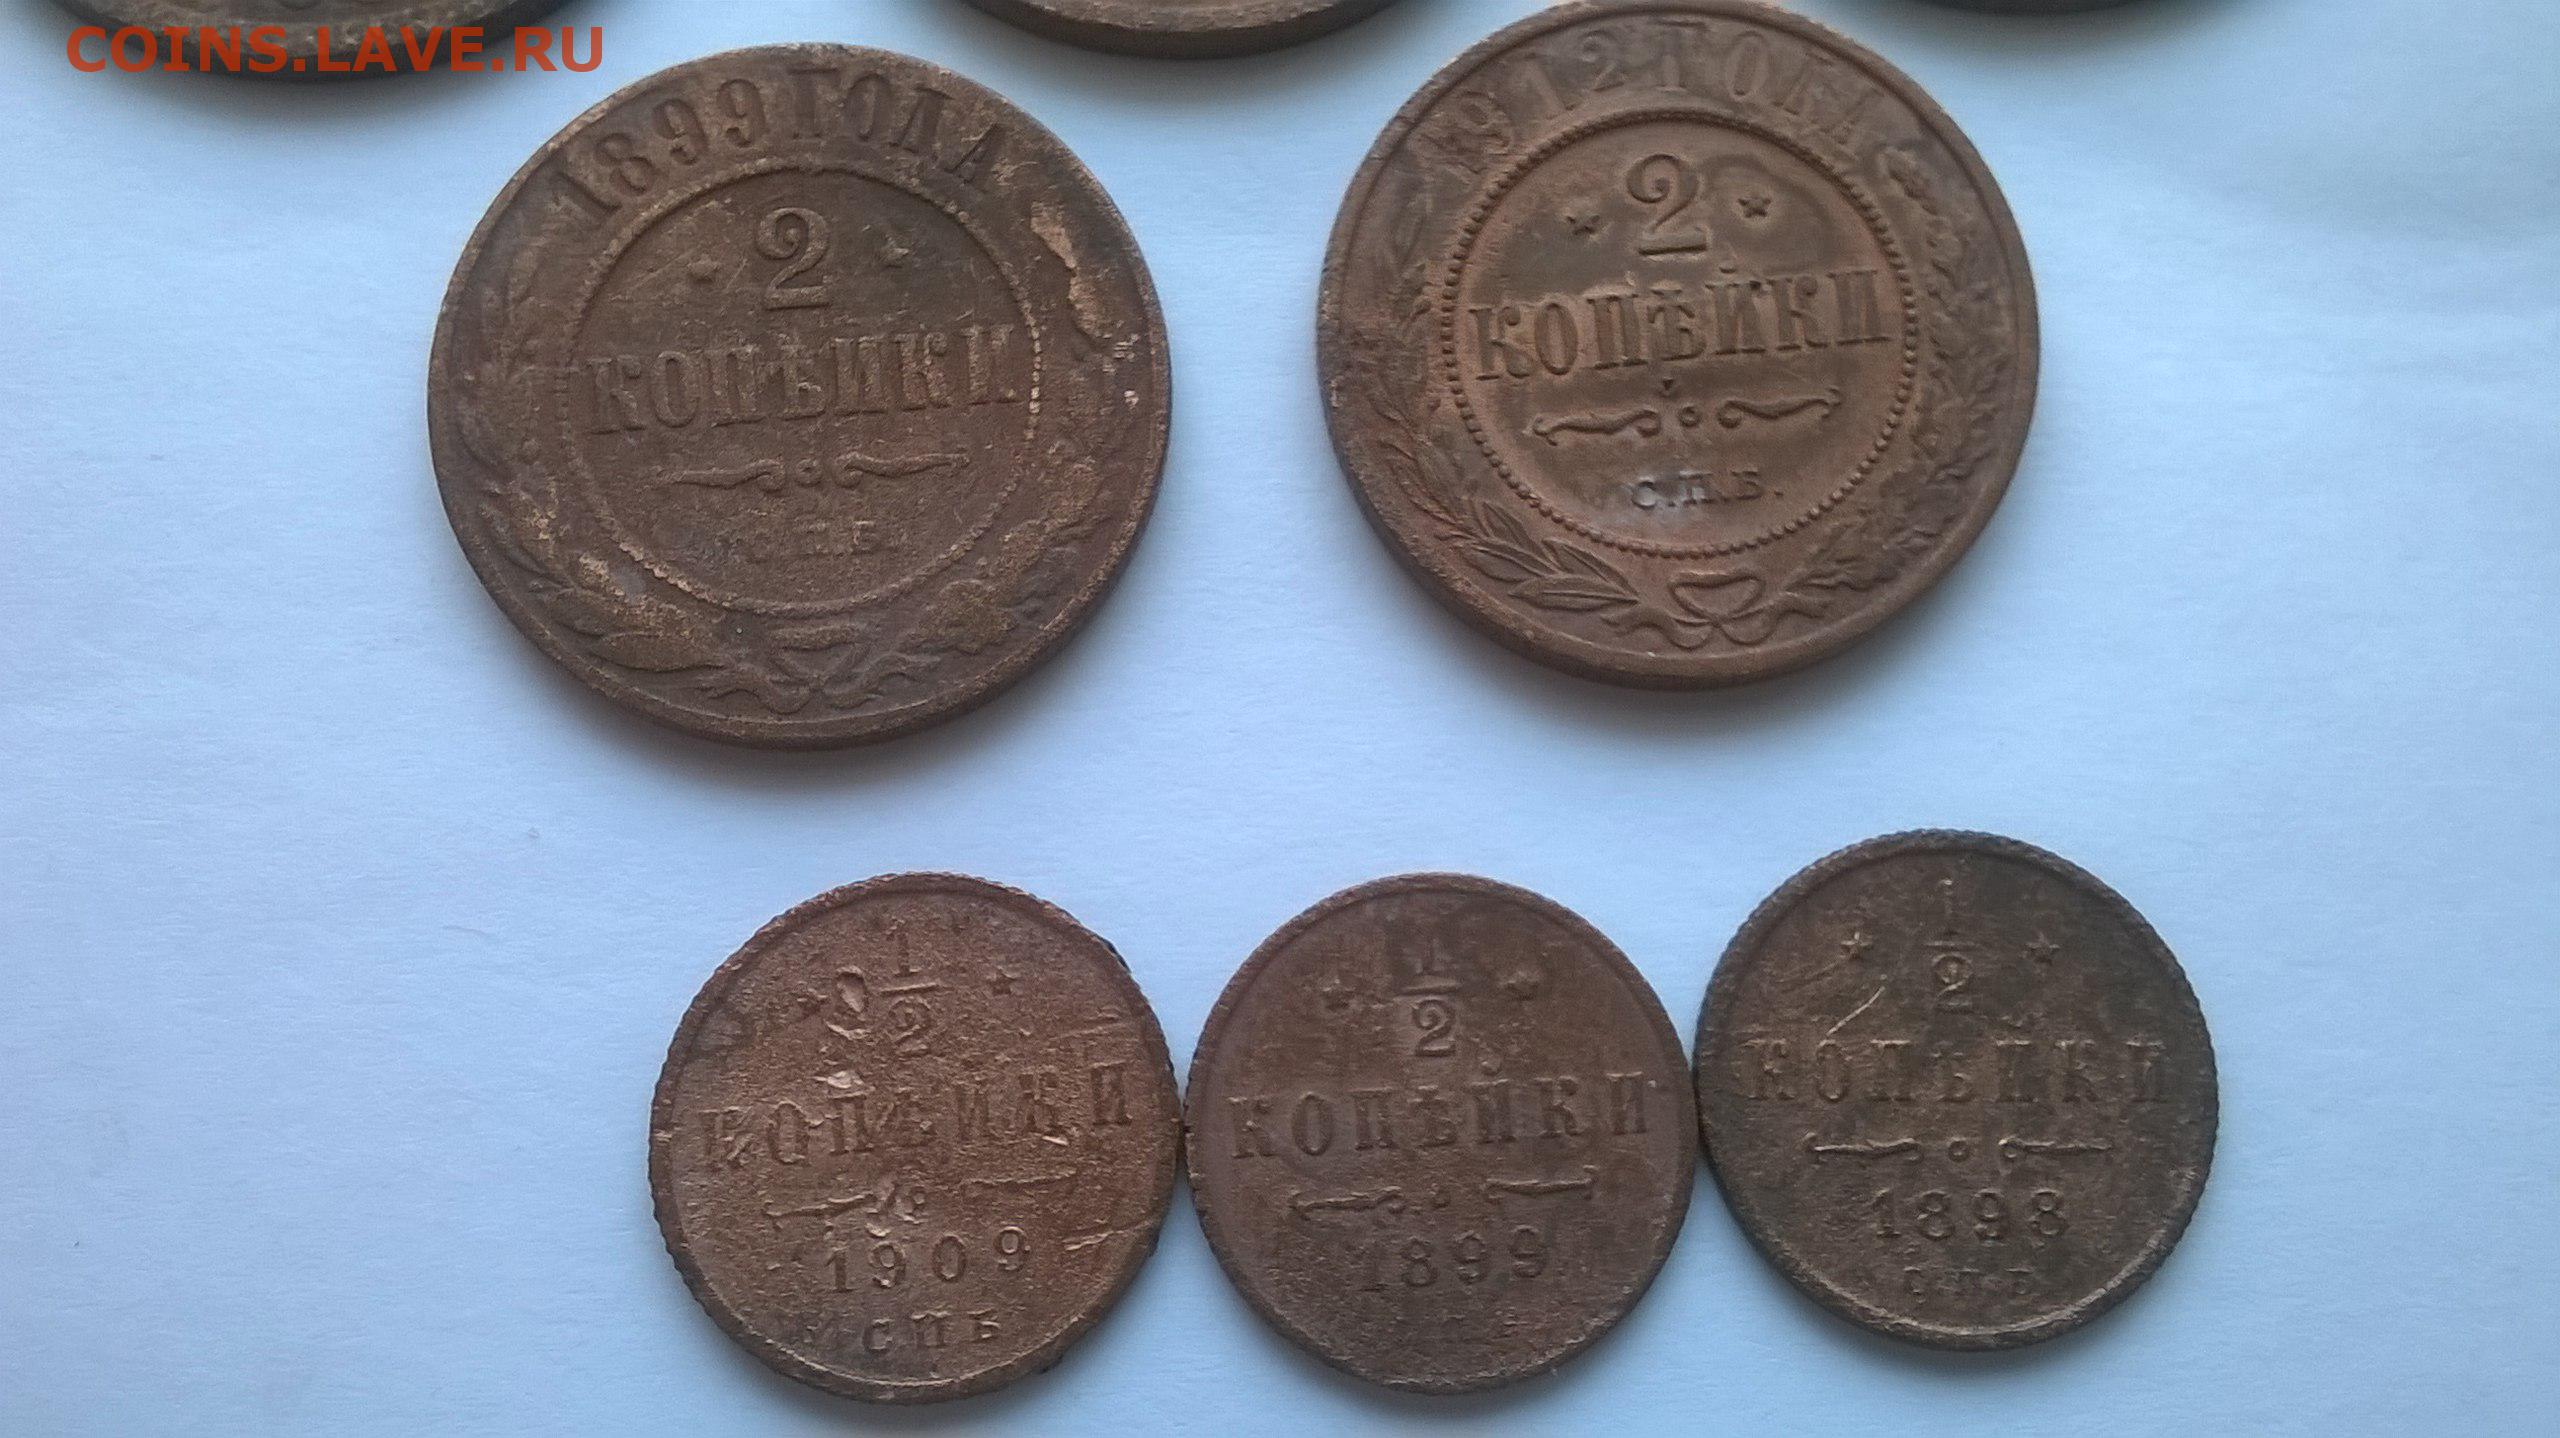 COINS.LAVE.RU
1899 ГОДА
2
КОПѢЙКИ
С.П.Б.
1912 ГОДА
2
КОПѢЙКИ
С.П.Б.
1/2
КОПѢЙКИ
1909
СПБ
1/2
КОПѢЙКИ
1899
1/2
КОПѢЙКИ
1898
С.П.Б.